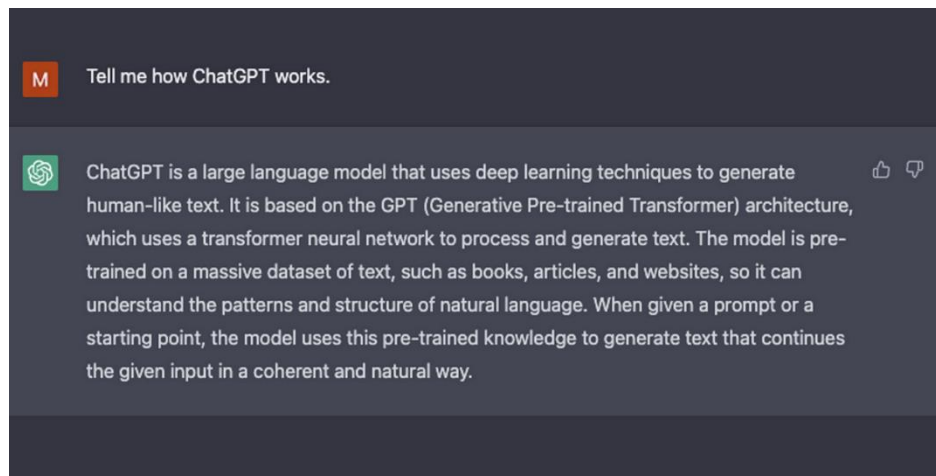 M
Tell me how ChatGPT works.
ChatGPT is a large language model that uses deep learning techniques to generate
human-like text. It is based on the GPT (Generative Pre-trained Transformer) architecture,
which uses a transformer neural network to process and generate text. The model is pre-
trained on a massive dataset of text, such as books, articles, and websites, so it can
understand the patterns and structure of natural language. When given a prompt or a
starting point, the model uses this pre-trained knowledge to generate text that continues
the given input in a coherent and natural way.